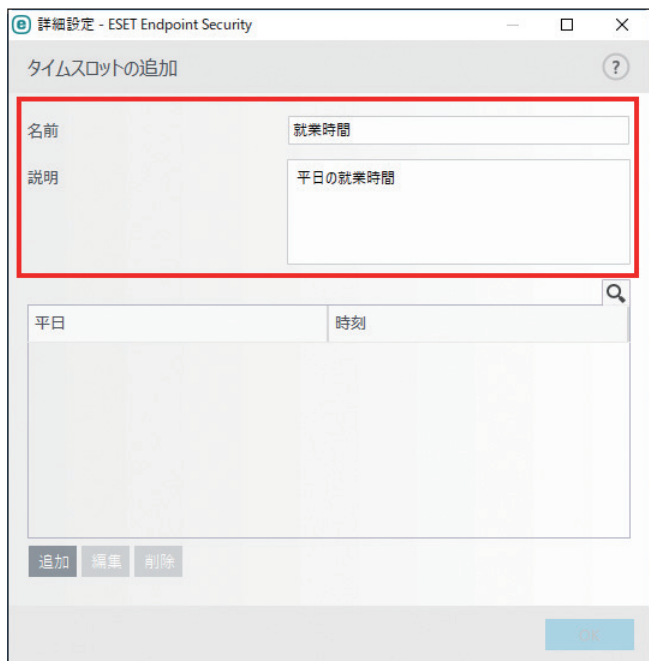 詳細設定 - ESET Endpoint Security
タイムスロットの追加
?
名前
就業時間
説明
平日の就業時間
平日 時刻
追加 編集 削除
OK